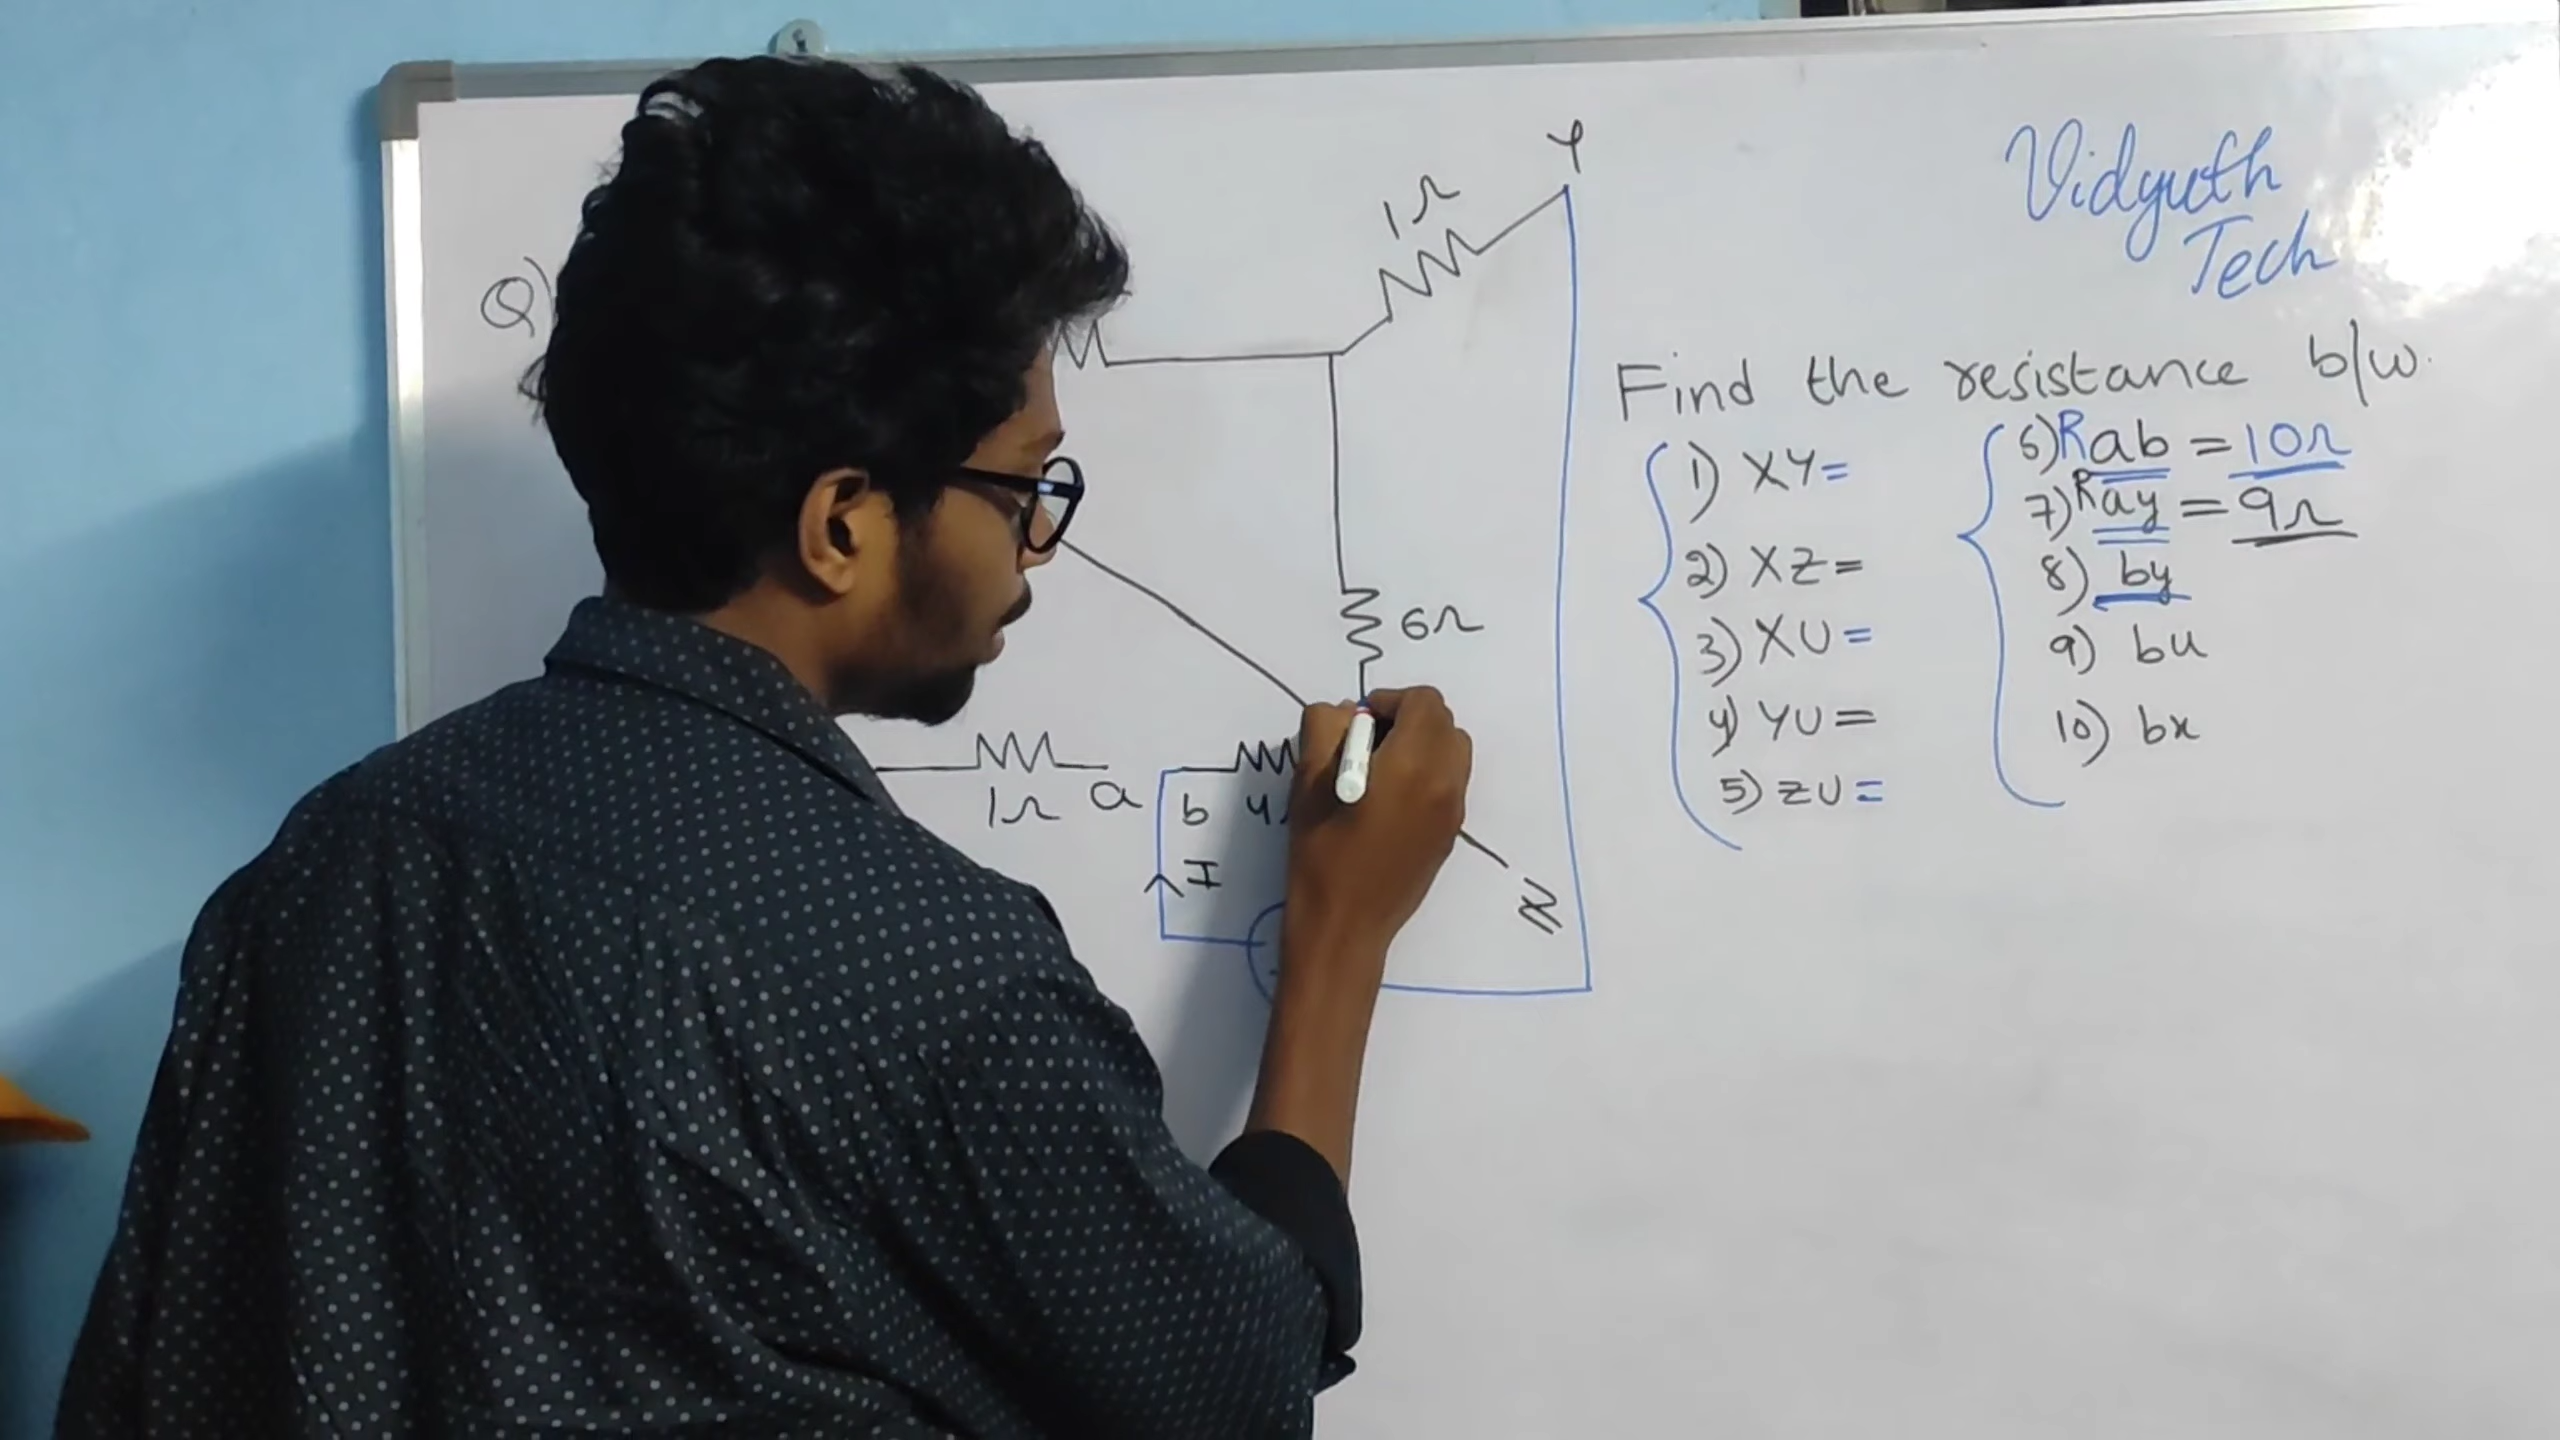 Vidyuth
Tech
Q)
Y
1Ω
6Ω
1Ω
a
b
4
I
Z
Find the resistance b/w.
1) XY=
2) XZ=
3) XU=
4) YU=
5) ZU=
6) Rab = 10Ω
7) Ray = 9Ω
8) by
9) bu
10) bx